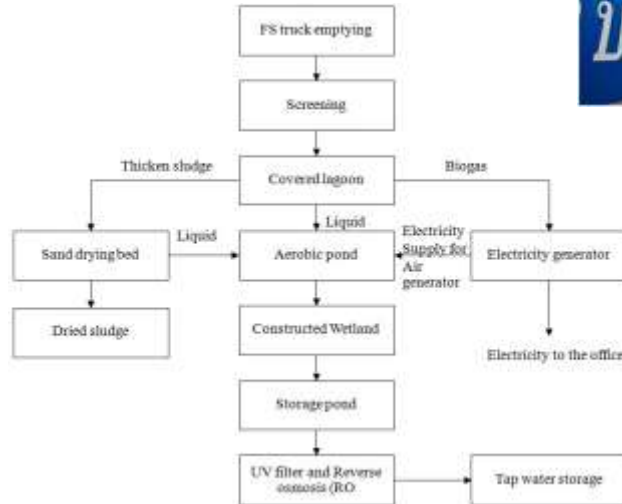 FS truck emptying
Screening
Thicken sludge
Covered lagoon
Biogas
Liquid
Sand drying bed
Liquid
Aerobic pond
Electricity
Supply for
Air
generator
Electricity generator
Dried sludge
Constructed Wetland
Electricity to the office
Storage pond
UV filter and Reverse
osmosis (RO
Tap water storage